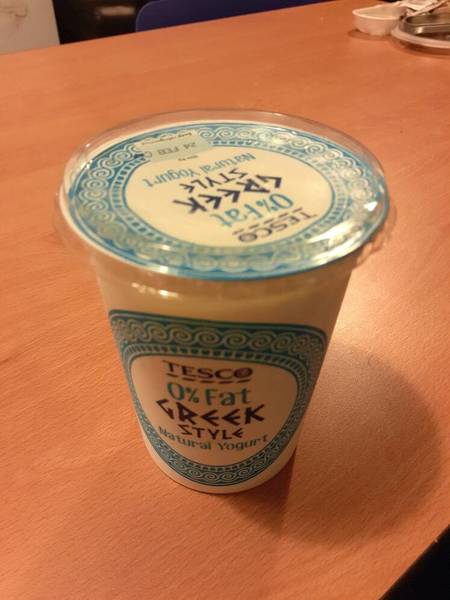 24 FEB
Natural Yogurt
STYLE
GREEK
0% Fat
TESCO
TESCO
0% Fat
GREEK
STYLE
Natural Yogurt